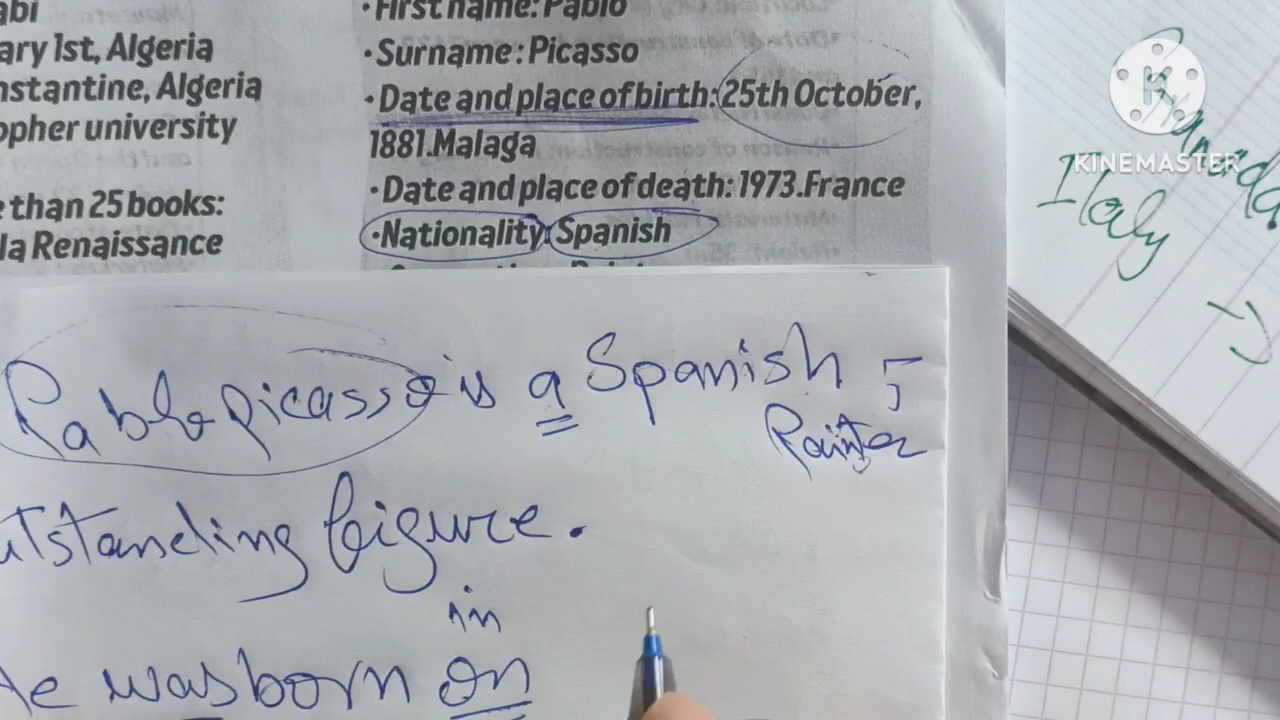 abi
ary 1st, Algeria
nstantine, Algeria
opher university
e than 25 books:
la Renaissance
• First name: Pablo
• Surname : Picasso
• Date and place of birth: 25th October,
1881.Malaga
• Date and place of death: 1973.France
• Nationality: Spanish
KINEMASTER
Italy
Pablo picasso is a Spanish
Painter
utstanding figure.
in
He was born on